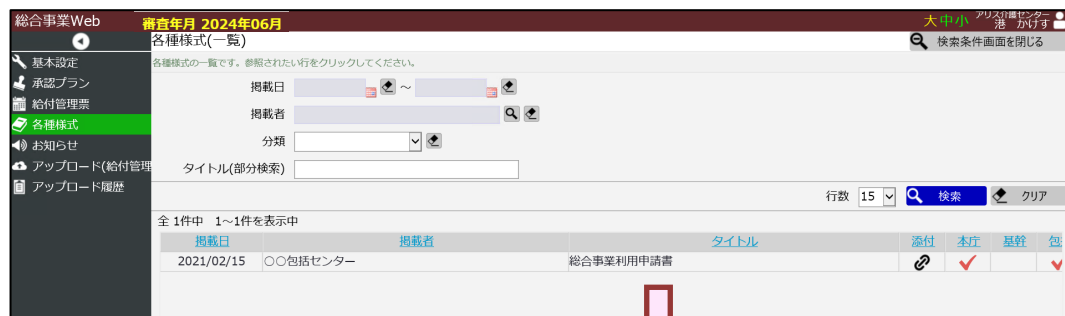 総合事業Web 審査年月 2024年06月 大 中 小 アリス介護センター
港 かけす
各種様式(一覧) 検索条件画面を閉じる
基本設定
各種様式の一覧です。参照されたい行をクリックしてください。
承認プラン
給付管理票
各種様式
お知らせ
アップロード(給付管理
アップロード履歴
掲載日 ～
掲載者
分類
タイトル(部分検索)
行数 15 検索 クリア
全 1件中 1～1件を表示中
掲載日 掲載者 タイトル 添付 本庁 基幹 包
2021/02/15 ○○包括センター 総合事業利用申請書